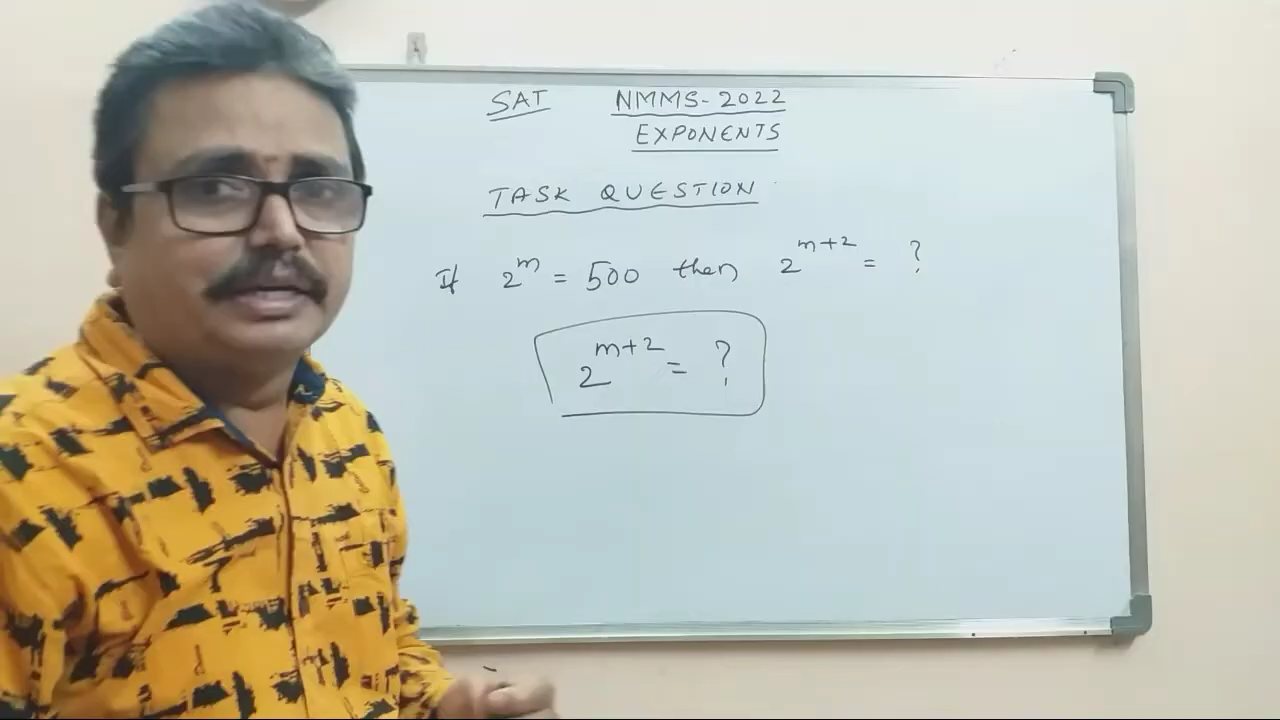 SAT NMMS-2022
EXPONENTS
TASK QUESTION
If 2^m = 500 then 2^m+2 = ?
2^m+2 = ?